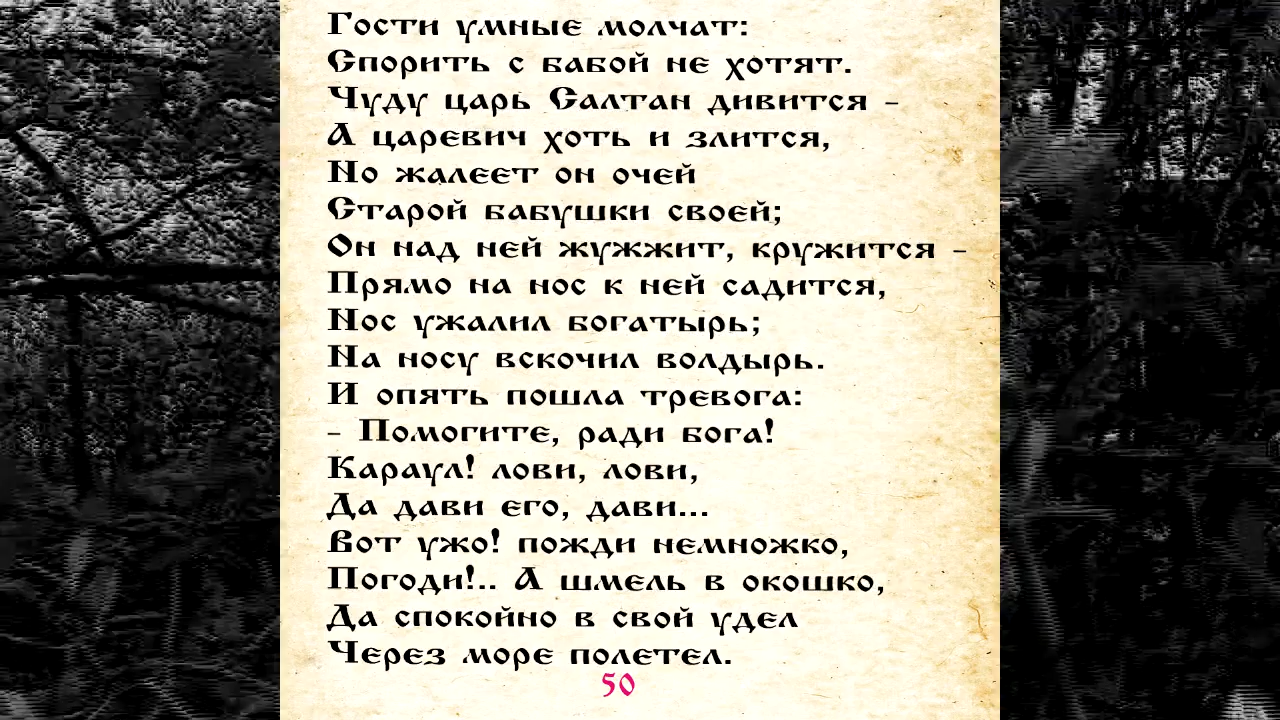 Гости умные молчат:
Спорить с бабой не хотят.
Чуду царь Салтан дивится –
А царевич хоть и злится,
Но жалеет он очей
Старой бабушки своей;
Он над ней жужжит, кружится –
Прямо на нос к ней садится,
Нос ужалил богатырь;
На носу вскочил волдырь.
И опять пошла тревога:
– Помогите, ради бога!
Караул! лови, лови,
Да дави его, дави...
Вот ужо! пожди немножко,
Погоди!.. А шмель в окошко,
Да спокойно в свой удел
Через море полетел.
50